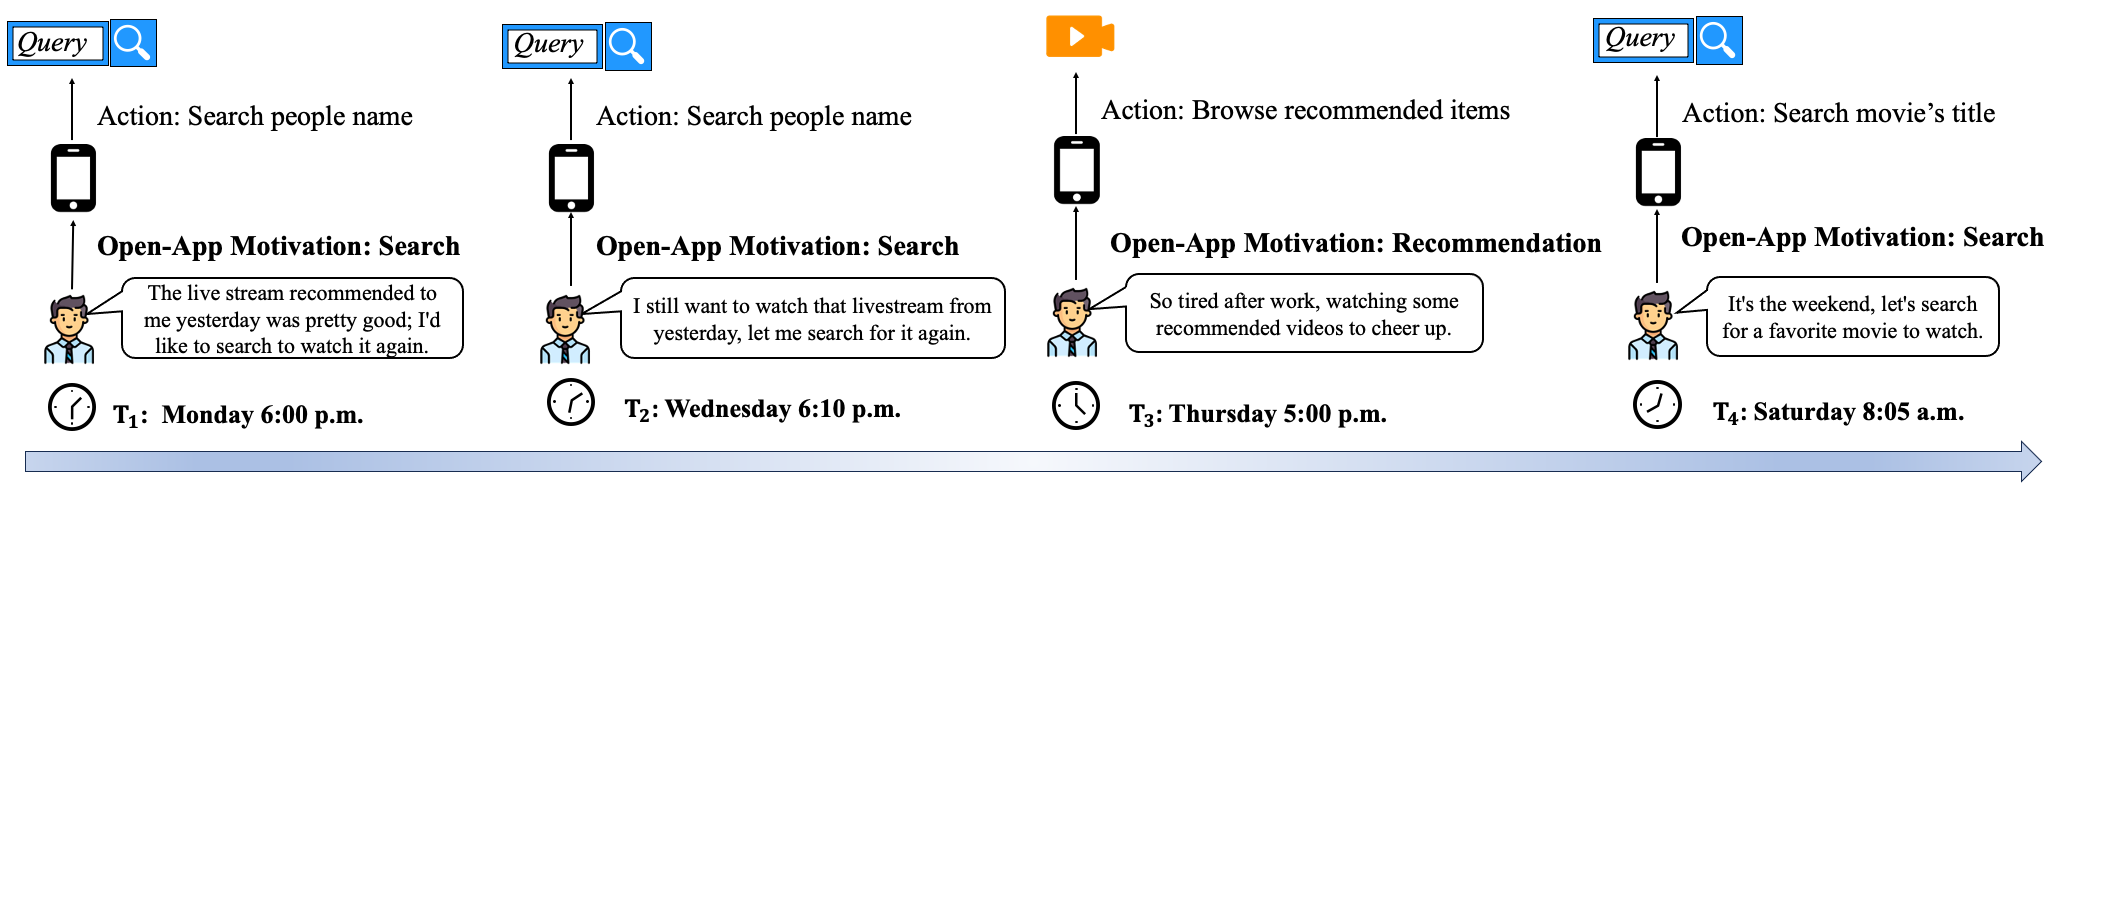 Query
Action: Search people name
Open-App Motivation: Search
The live stream recommended to
me yesterday was pretty good; I'd
like to search to watch it again.
T1: Monday 6:00 p.m.
Query
Action: Search people name
Open-App Motivation: Search
I still want to watch that livestream from
yesterday, let me search for it again.
T2: Wednesday 6:10 p.m.
Action: Browse recommended items
Open-App Motivation: Recommendation
So tired after work, watching some
recommended videos to cheer up.
T3: Thursday 5:00 p.m.
Query
Action: Search movie’s title
Open-App Motivation: Search
It's the weekend, let's search
for a favorite movie to watch.
T4: Saturday 8:05 a.m.